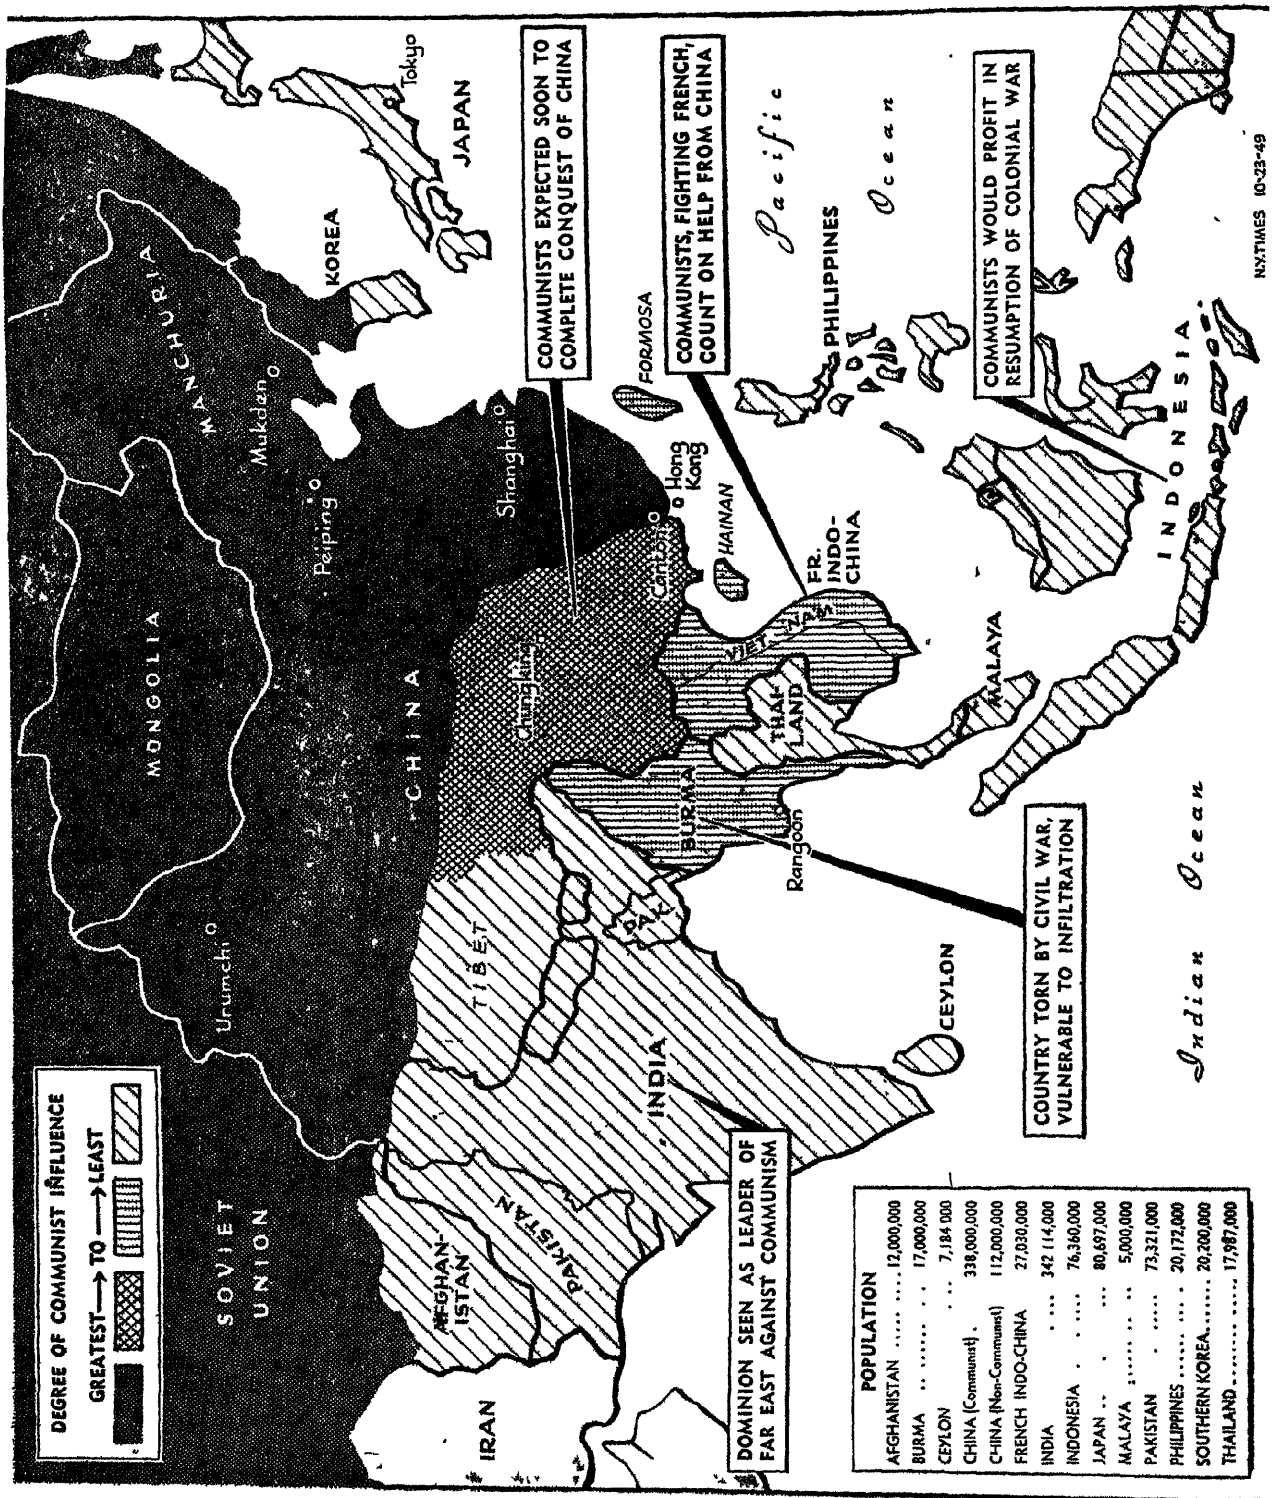 DEGREE OF COMMUNIST INFLUENCE
GREATEST → TO → LEAST
SOVIET
UNION
MONGOLIA
MANCHURIA
Urumchi
Mukden
Peiping
CHINA
Shanghai
KOREA
JAPAN
Tokyo
COMMUNISTS EXPECTED SOON TO
COMPLETE CONQUEST OF CHINA
COMMUNISTS, FIGHTING FRENCH,
COUNT ON HELP FROM CHINA
Pacific
Ocean
AFGHAN-
ISTAN
IRAN
PAKISTAN
TIBET
INDIA
PAK.
Chungking
Canton
Hong
Kong
FORMOSA
HAINAN
BURMA
Rangoon
THAI-
LAND
VIET NAM
FR.
INDO-
CHINA
PHILIPPINES
MALAYA
CEYLON
INDONESIA
COMMUNISTS WOULD PROFIT IN
RESUMPTION OF COLONIAL WAR
COUNTRY TORN BY CIVIL WAR,
VULNERABLE TO INFILTRATION
DOMINION SEEN AS LEADER OF
FAR EAST AGAINST COMMUNISM
Indian Ocean
POPULATION
AFGHANISTAN ......... 12,000,000
BURMA .. ....... . . 17,000,000
CEYLON . . . . 7,184 000
CHINA (Communist) . 338,000,000
CHINA (Non-Communist) 112,000,000
FRENCH INDO-CHINA 27,030,000
INDIA . .... 342 114,000
INDONESIA . . .... 76,360,000
JAPAN .. . ... 80,697,000
MALAYA ....... .. .. 5,000,000
PAKISTAN . ..... 73,321,000
PHILIPPINES ...... ... . 20,172,000
SOUTHERN KOREA....... 20,200,000
THAILAND............. 17,987,000
N.Y.TIMES 10-23-49